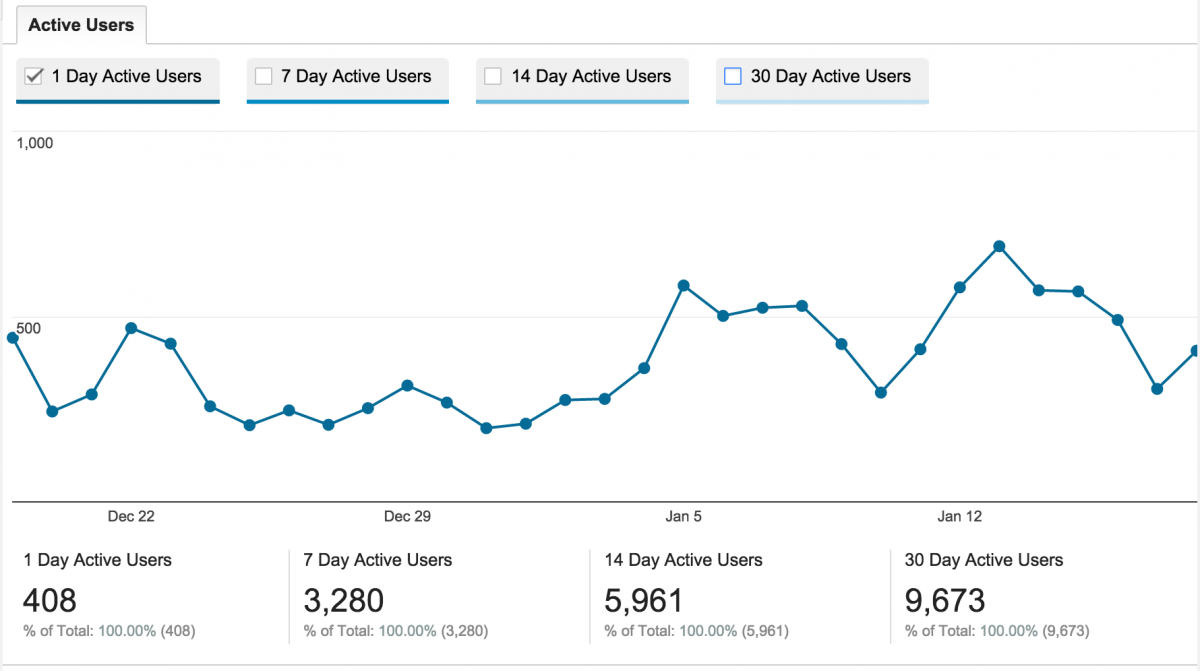 Active Users
1 Day Active Users 7 Day Active Users 14 Day Active Users 30 Day Active Users
1,000
500
Dec 22 Dec 29 Jan 5 Jan 12
1 Day Active Users 7 Day Active Users 14 Day Active Users 30 Day Active Users
408 3,280 5,961 9,673
% of Total: 100.00% (408) % of Total: 100.00% (3,280) % of Total: 100.00% (5,961) % of Total: 100.00% (9,673)